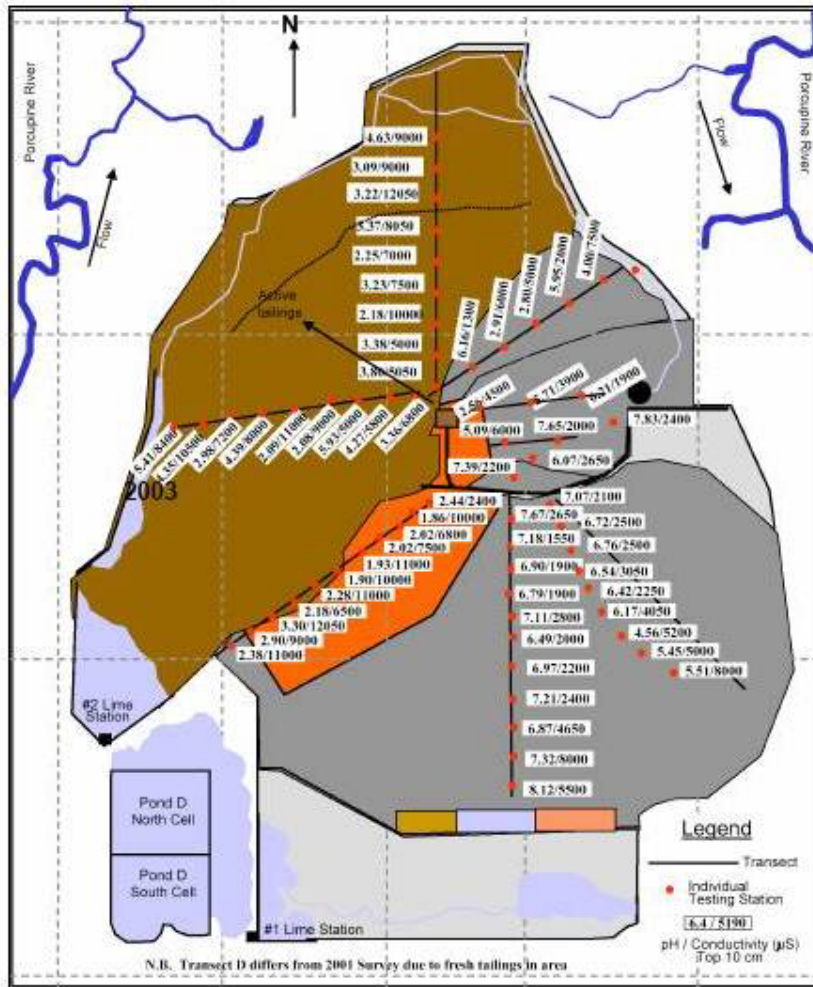 N
Porcupine River
Porcupine River
Flow
Flow
4.63/9000
3.09/9000
3.22/12050
5.37/8050
2.25/7000
3.23/7500
2.18/10000
3.38/5000
3.80/5050
Active
tailings
6.16/1300
2.91/6000
2.80/5000
5.95/2000
4.00/7500
5.41/8400
4.35/10500
2.98/7200
4.39/8000
2.09/11000
2.08/9000
5.93/5000
4.27/5800
3.36/6800
2.56/4500
6.21/1900
5.09/6000
7.65/2000
7.83/2400
7.39/2200
6.07/2650
2003
2.44/2400
1.86/10000
2.02/6800
2.02/7500
1.93/11000
1.90/10000
2.28/11000
2.18/6500
3.30/12050
2.90/9000
2.38/11000
7.07/2100
7.67/2650
6.72/2500
7.18/1550
6.76/2500
6.90/1900
6.54/3050
6.79/1900
6.42/2250
7.11/2800
6.17/4050
6.49/2000
4.56/5200
6.97/2200
5.45/5000
5.51/8000
7.21/2400
6.87/4650
7.32/8000
8.12/5500
#2 Lime
Station
Pond D
North Cell
Pond D
South Cell
#1 Lime Station
Legend
Transect
Individual
Testing Station
6.4 / 5190
pH / Conductivity (µS)
Top 10 cm
N.B. Transect D differs from 2001 Survey due to fresh tailings in area